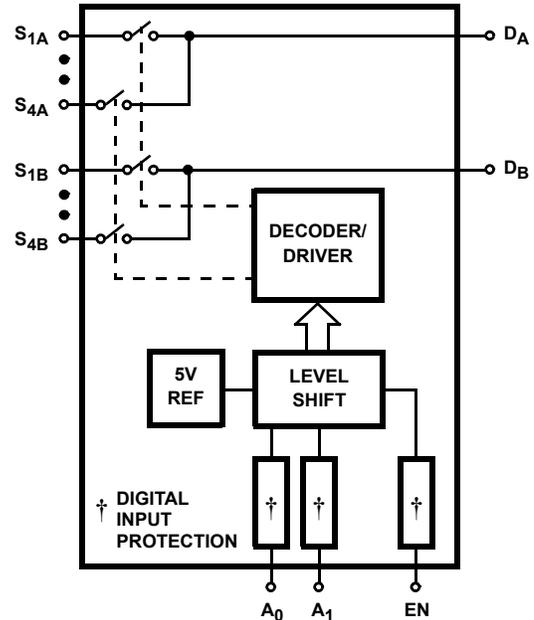 S1A
DA
S4A
S1B
DB
S4B
DECODER/
DRIVER
5V
REF
LEVEL
SHIFT
† † †
† DIGITAL
INPUT
PROTECTION
A0 A1 EN